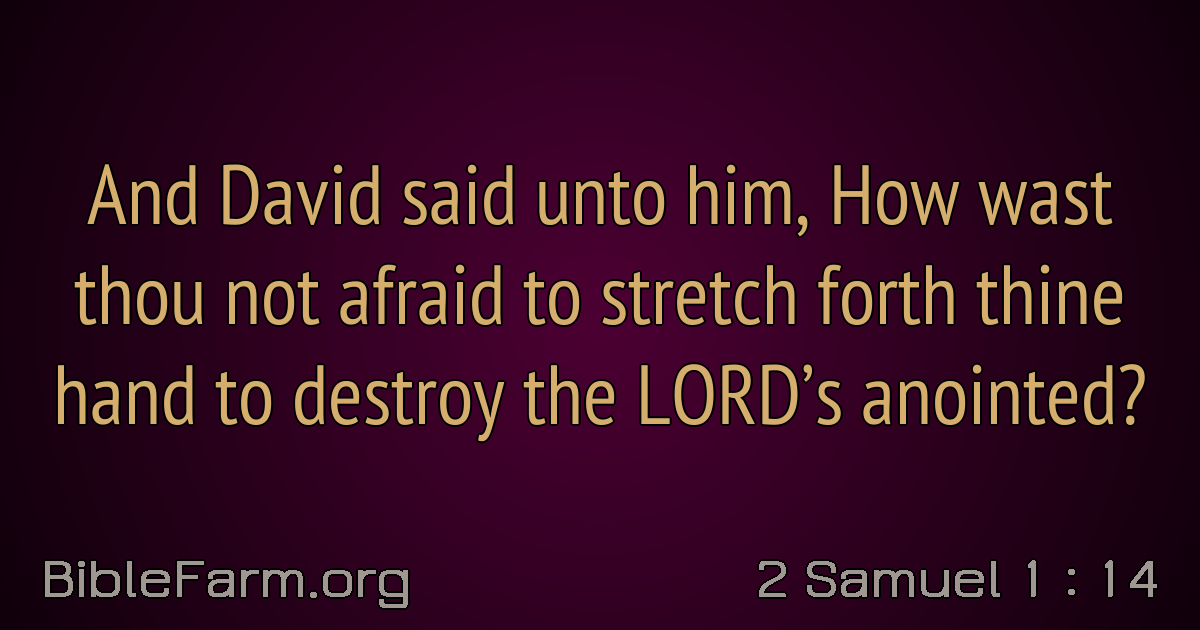 And David said unto him, How wast
thou not afraid to stretch forth thine
hand to destroy the LORD’s anointed?
BibleFarm.org
2 Samuel 1 : 14